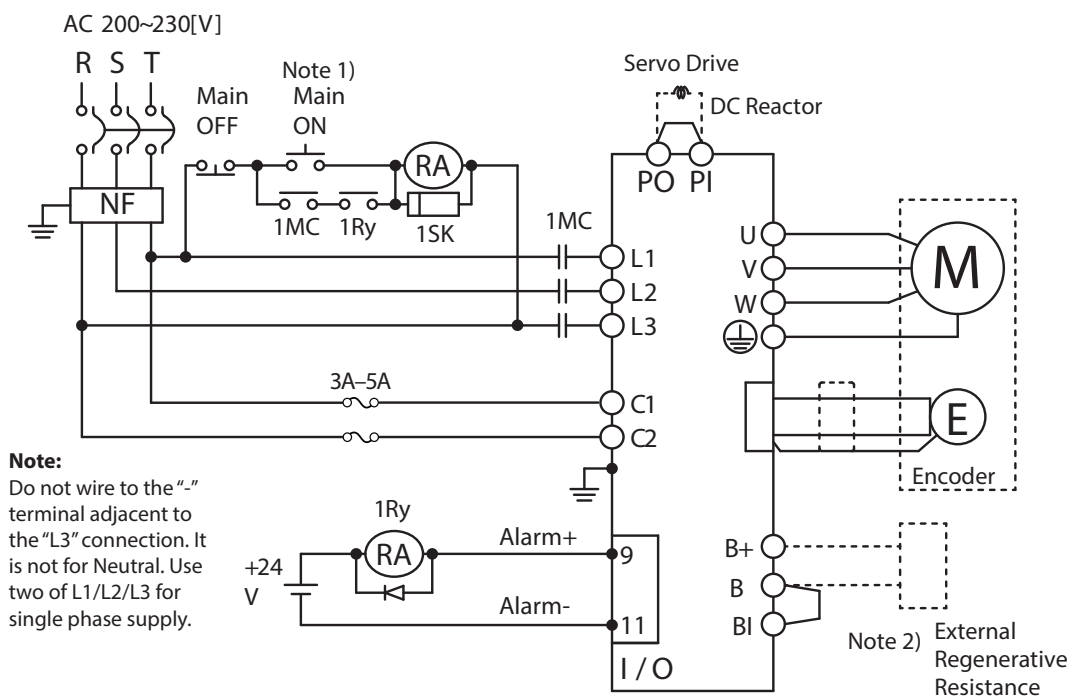 AC 200~230[V]
R S T
Note 1)
Main
OFF
Main
ON
RA
NF
1MC 1Ry 1SK
1MC
Servo Drive
DC Reactor
PO PI
L1
L2
L3
U
V
W
M
3A–5A
C1
C2
E
Encoder
Note:
Do not wire to the “-”
terminal adjacent to
the “L3” connection. It
is not for Neutral. Use
two of L1/L2/L3 for
single phase supply.
1Ry
RA
+24
V
Alarm+
Alarm-
9
11
I / O
B+
B
BI
Note 2)
External
Regenerative
Resistance